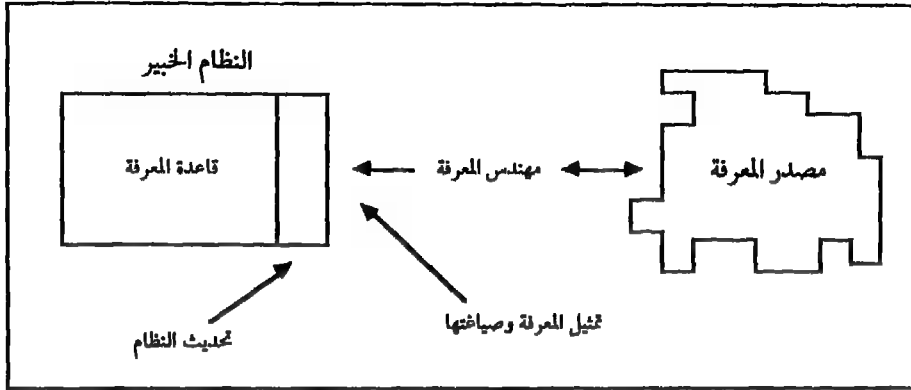 النظام الخبير
مصدر المعرفة
مهندس المعرفة
قاعدة المعرفة
تمثيل المعرفة وصياغتها
تحديث النظام